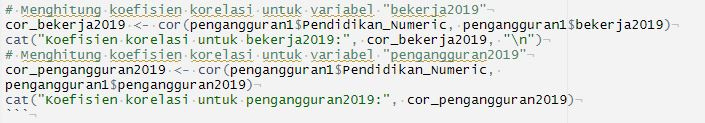 # Menghitung koefisien korelasi untuk variabel "bekerja2019"¬
cor_bekerja2019 <- cor(pengangguran1$Pendidikan_Numeric, pengangguran1$bekerja2019)¬
cat("Koefisien korelasi untuk bekerja2019:", cor_bekerja2019, "\n")¬
# Menghitung koefisien korelasi untuk variabel "pengangguran2019"¬
cor_pengangguran2019 <- cor(pengangguran1$Pendidikan_Numeric,
pengangguran1$pengangguran2019)¬
cat("Koefisien korelasi untuk pengangguran2019:", cor_pengangguran2019)¬
```¬